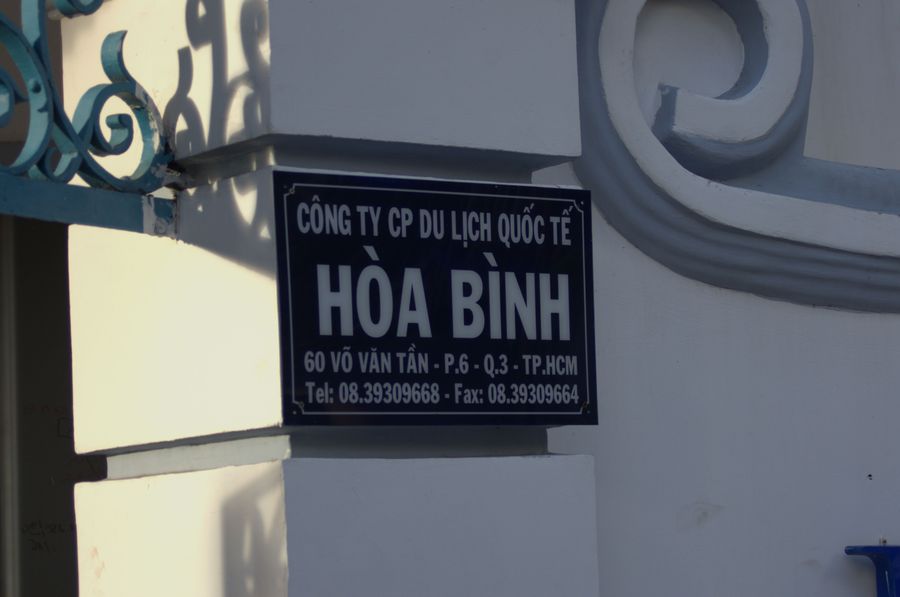 CÔNG TY CP DU LỊCH QUỐC TẾ
HÒA BÌNH
60 VÕ VĂN TẦN - P.6 - Q.3 - TP.HCM
Tel: 08.39309668 - Fax: 08.39309664